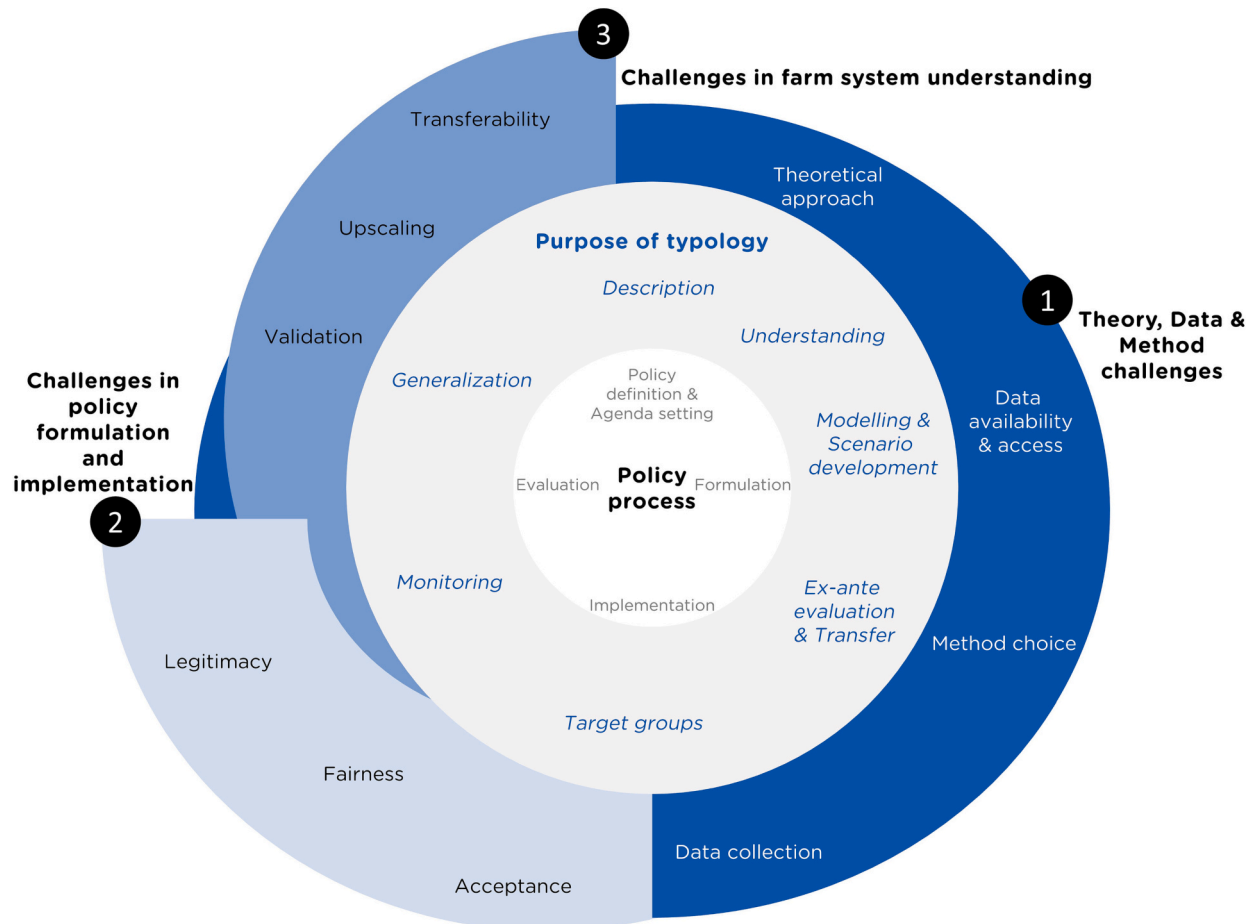 3
Challenges in farm system understanding
Transferability
Theoretical
approach
Upscaling
Purpose of typology
Description
1
Theory, Data &
Method
challenges
Validation
Understanding
Generalization
Policy
definition &
Agenda setting
Challenges in
policy
formulation
and
implementation
Data
availability
& access
Modelling &
Scenario
development
Evaluation
Policy
process
Formulation
2
Monitoring
Implementation
Ex-ante
evaluation
& Transfer
Method choice
Legitimacy
Target groups
Fairness
Data collection
Acceptance